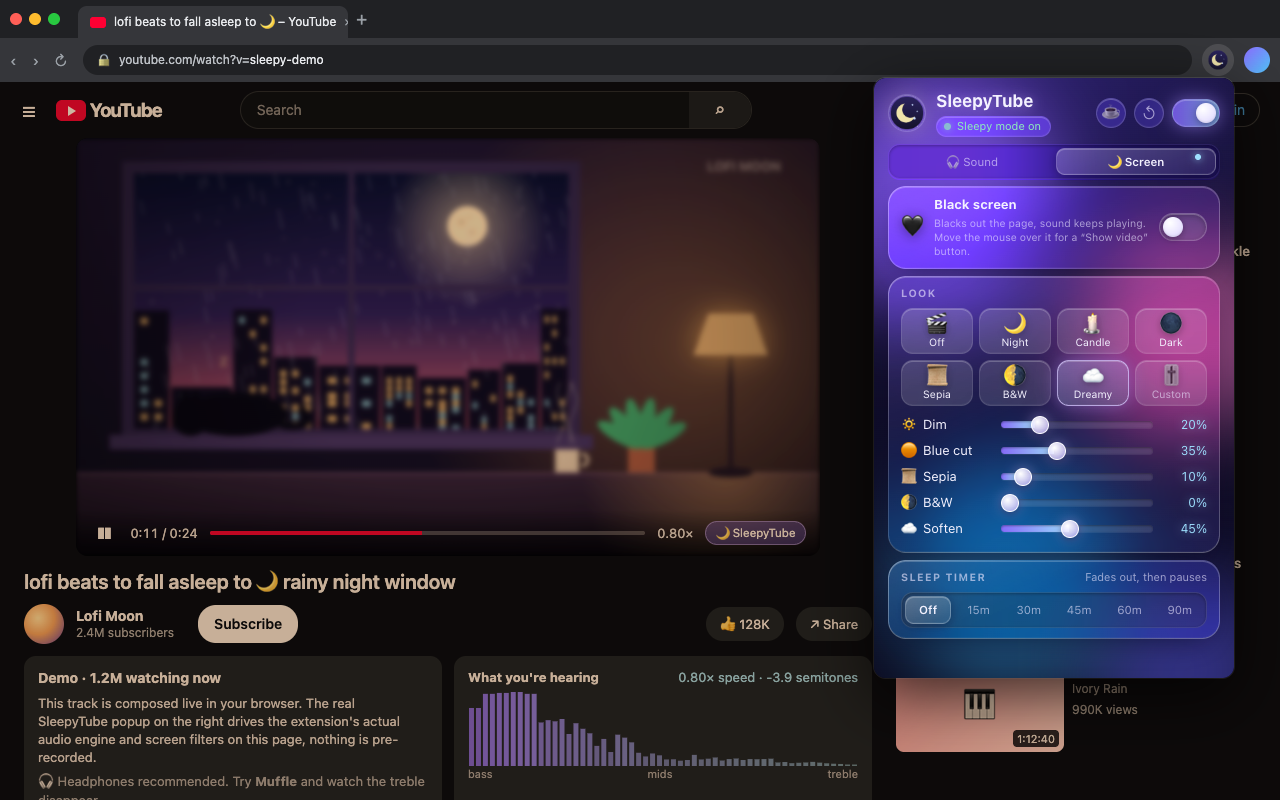 lofi beats to fall asleep to 🌙 – YouTube
youtube.com/watch?v=sleepy-demo
YouTube
Search
in
LOFI MOON
0:11 / 0:24
0.80×
🌙 SleepyTube
lofi beats to fall asleep to 🌙 rainy night window
Lofi Moon
2.4M subscribers
Subscribe
👍 128K
↗ Share
Demo · 1.2M watching now
This track is composed live in your browser. The real
SleepyTube popup on the right drives the extension's actual
audio engine and screen filters on this page, nothing is pre-
recorded.
🎧 Headphones recommended. Try Muffle and watch the treble
disappear
What you're hearing
0.80× speed · -3.9 semitones
bass
mids
treble
SleepyTube
Sleepy mode on
🎧 Sound
🌙 Screen
Black screen
Blacks out the page, sound keeps playing.
Move the mouse over it for a “Show video”
button.
LOOK
Off
Night
Candle
Dark
Sepia
B&W
Dreamy
Custom
Dim
20%
Blue cut
35%
Sepia
10%
B&W
0%
Soften
45%
SLEEP TIMER
Fades out, then pauses
Off
15m
30m
45m
60m
90m
kle
s
Ivory Rain
990K views
1:12:40